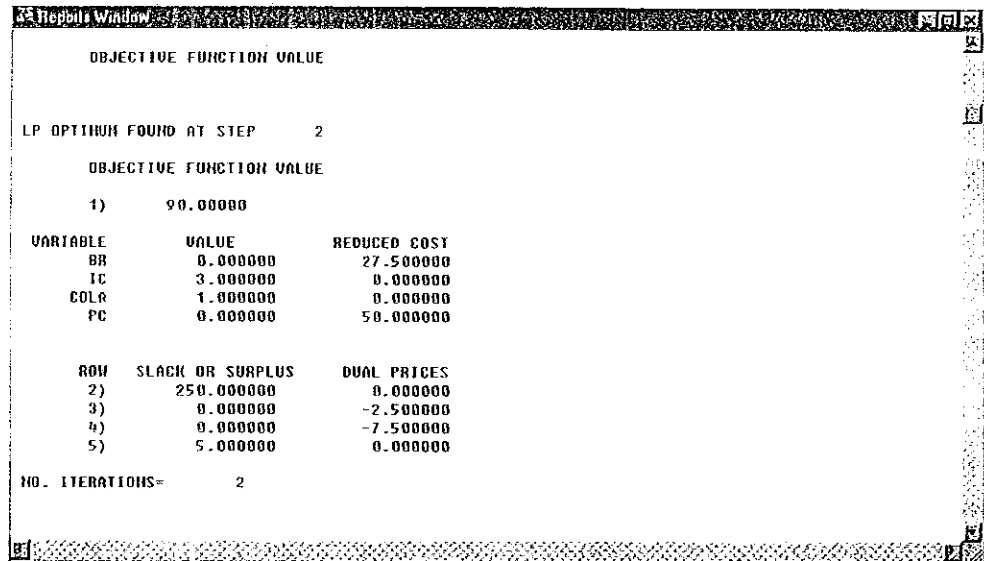 Reports Window
OBJECTIVE FUNCTION VALUE
LP OPTIMUM FOUND AT STEP 2
OBJECTIVE FUNCTION VALUE
1) 90.00000
VARIABLE VALUE REDUCED COST
BR 0.000000 27.500000
IC 3.000000 0.000000
COLA 1.000000 0.000000
PC 0.000000 50.000000
ROW SLACK OR SURPLUS DUAL PRICES
2) 250.000000 0.000000
3) 0.000000 -2.500000
4) 0.000000 -7.500000
5) 5.000000 0.000000
NO. ITERATIONS= 2